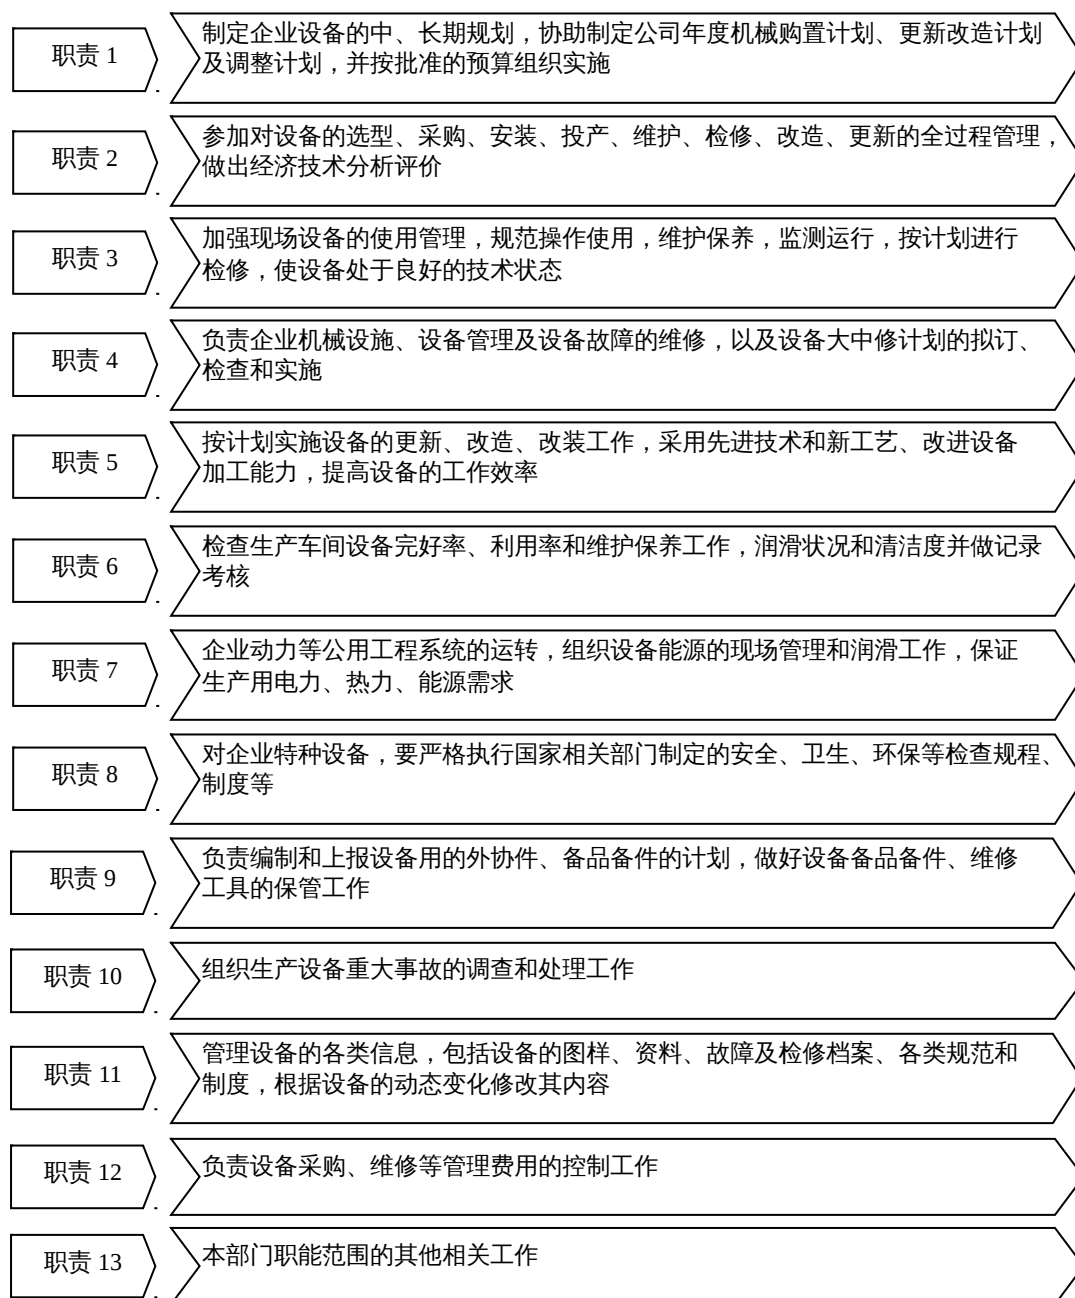 职责 1
制定企业设备的中、长期规划，协助制定公司年度机械购置计划、更新改造计划
及调整计划，并按批准的预算组织实施
职责 2
参加对设备的选型、采购、安装、投产、维护、检修、改造、更新的全过程管理，
做出经济技术分析评价
职责 3
加强现场设备的使用管理，规范操作使用，维护保养，监测运行，按计划进行
检修，使设备处于良好的技术状态
职责 4
负责企业机械设施、设备管理及设备故障的维修，以及设备大中修计划的拟订、
检查和实施
职责 5
按计划实施设备的更新、改造、改装工作，采用先进技术和新工艺、改进设备
加工能力，提高设备的工作效率
职责 6
检查生产车间设备完好率、利用率和维护保养工作，润滑状况和清洁度并做记录
考核
职责 7
企业动力等公用工程系统的运转，组织设备能源的现场管理和润滑工作，保证
生产用电力、热力、能源需求
职责 8
对企业特种设备，要严格执行国家相关部门制定的安全、卫生、环保等检查规程、
制度等
职责 9
负责编制和上报设备用的外协件、备品备件的计划，做好设备备品备件、维修
工具的保管工作
职责 10
组织生产设备重大事故的调查和处理工作
职责 11
管理设备的各类信息，包括设备的图样、资料、故障及检修档案、各类规范和
制度，根据设备的动态变化修改其内容
职责 12
负责设备采购、维修等管理费用的控制工作
职责 13
本部门职能范围的其他相关工作